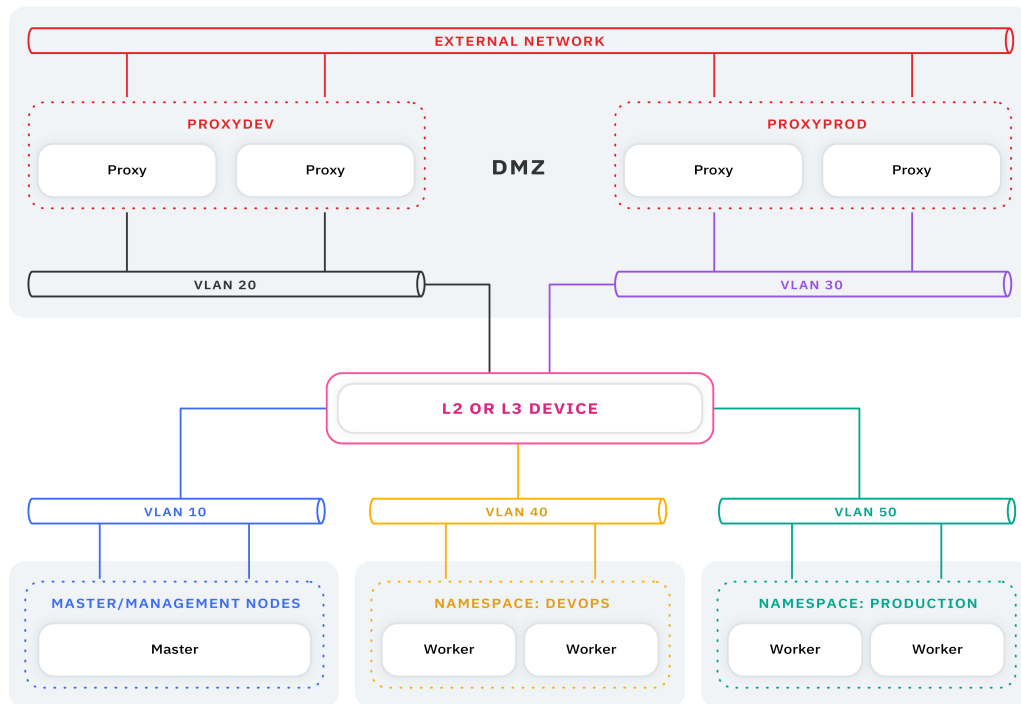 EXTERNAL NETWORK
PROXYDEV
PROXYPROD
Proxy
Proxy
DMZ
Proxy
Proxy
VLAN 20
VLAN 30
L2 OR L3 DEVICE
VLAN 10
VLAN 40
VLAN 50
MASTER/MANAGEMENT NODES
NAMESPACE: DEVOPS
NAMESPACE: PRODUCTION
Master
Worker
Worker
Worker
Worker